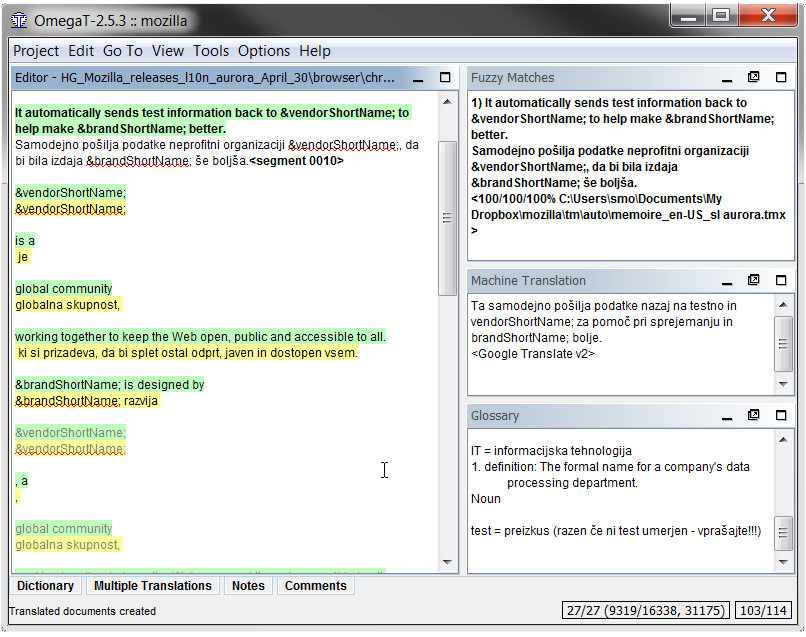 OmegaT-2.5.3 :: mozilla
Project Edit Go To View Tools Options Help
Editor - HG_Mozilla_releases_l10n_aurora_April_30\browser\chr...
It automatically sends test information back to &vendorShortName; to
help make &brandShortName; better.
Samodejno pošilja podatke neprofitni organizaciji &vendorShortName;, da
bi bila izdaja &brandShortName; še boljša.<segment 0010>
&vendorShortName;
&vendorShortName;
is a
je
global community
globalna skupnost,
working together to keep the Web open, public and accessible to all.
ki si prizadeva, da bi splet ostal odprt, javen in dostopen vsem.
&brandShortName; is designed by
&brandShortName; razvija
&vendorShortName;
&vendorShortName;
, a
,
global community
globalna skupnost,
Fuzzy Matches
1) It automatically sends test information back to
&vendorShortName; to help make &brandShortName;
better.
Samodejno pošilja podatke neprofitni organizaciji
&vendorShortName;, da bi bila izdaja
&brandShortName; še boljša.
<100/100/100% C:\Users\smo\Documents\My
Dropbox\mozilla\tm\auto\memoire_en-US_sl aurora.tmx
>
Machine Translation
Ta samodejno pošilja podatke nazaj na testno in
vendorShortName; za pomoč pri sprejemanju in
brandShortName; bolje.
<Google Translate v2>
Glossary
IT = informacijska tehnologija
1. definition: The formal name for a company's data
processing department.
Noun
test = preizkus (razen če ni test umerjen - vprašajte!!!)
Dictionary Multiple Translations Notes Comments
Translated documents created
27/27 (9319/16338, 31175) 103/114